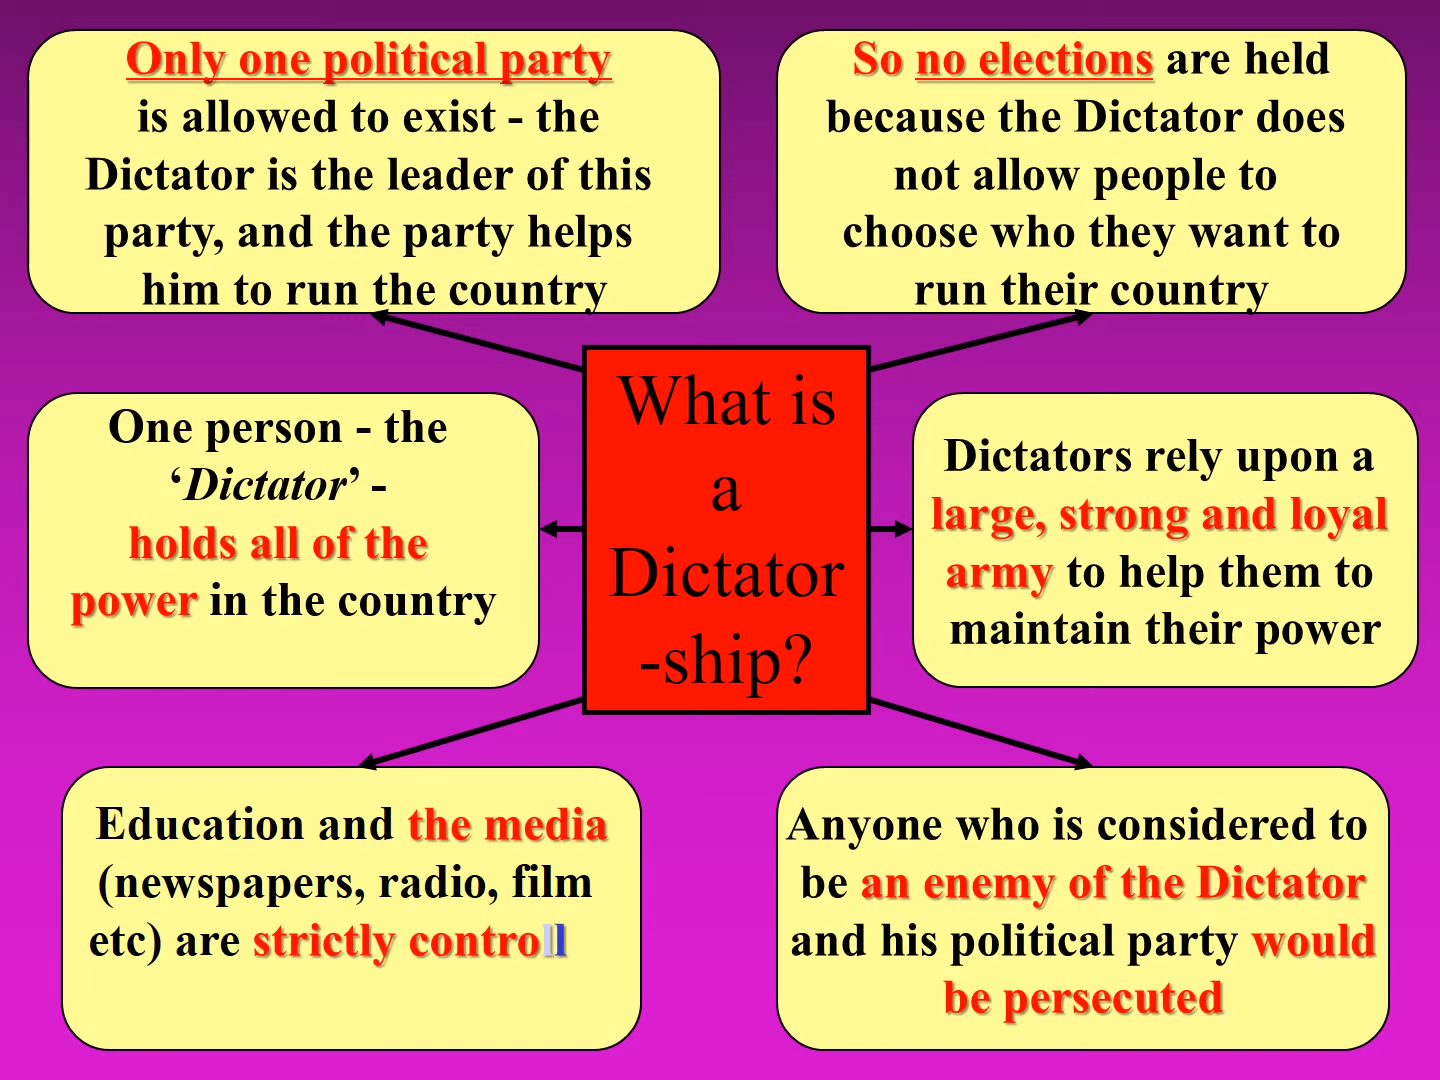 Only one political party
is allowed to exist - the
Dictator is the leader of this
party, and the party helps
him to run the country
So no elections are held
because the Dictator does
not allow people to
choose who they want to
run their country
One person - the
‘Dictator’ -
holds all of the
power in the country
What is
a
Dictator
-ship?
Dictators rely upon a
large, strong and loyal
army to help them to
maintain their power
Education and the media
(newspapers, radio, film
etc) are strictly controll
Anyone who is considered to
be an enemy of the Dictator
and his political party would
be persecuted